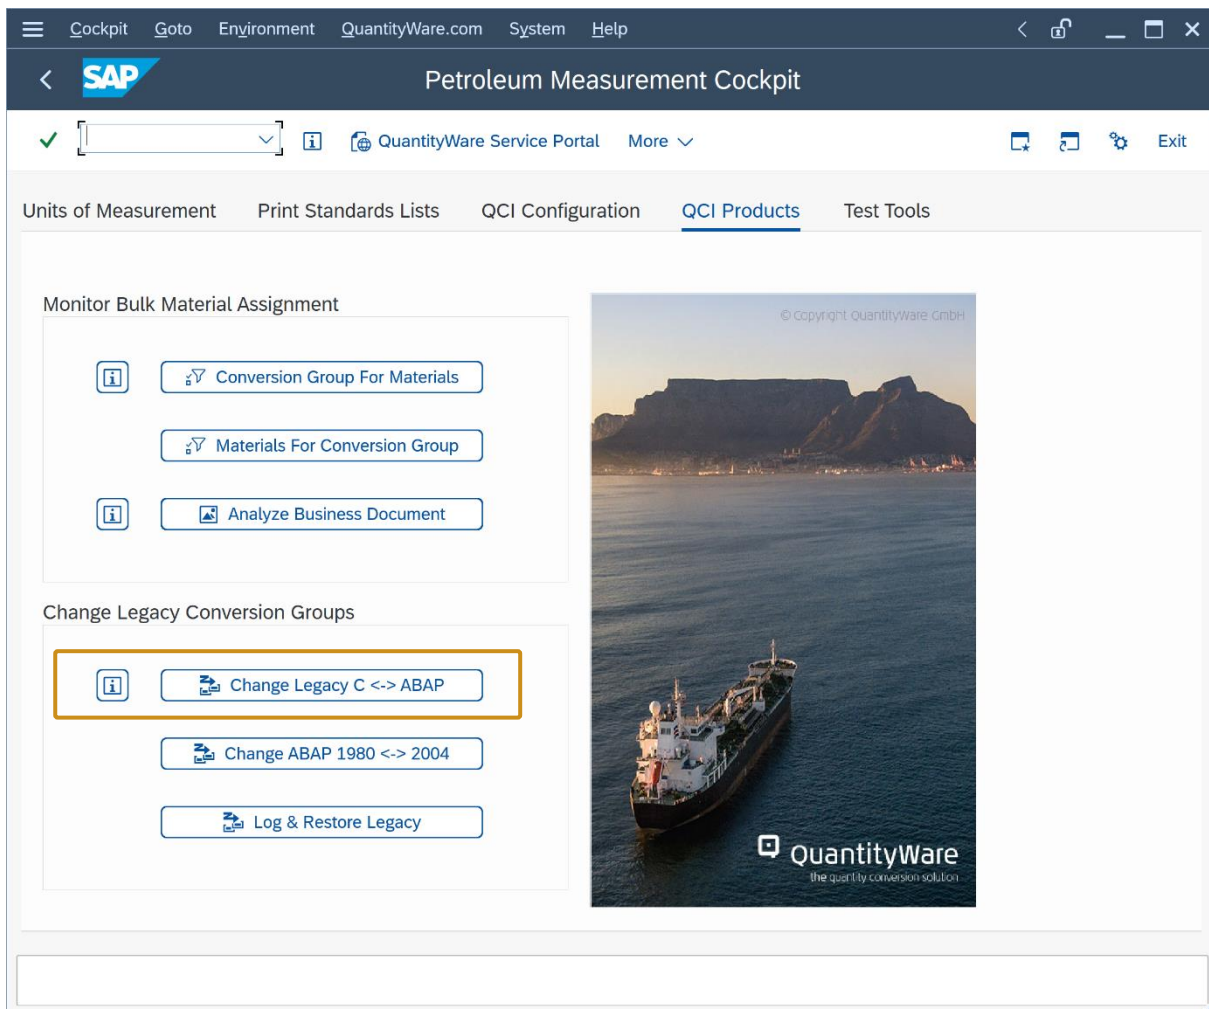 Cockpit Goto Environment QuantityWare.com System Help
SAP Petroleum Measurement Cockpit
QuantityWare Service Portal More Exit
Units of Measurement Print Standards Lists QCI Configuration QCI Products Test Tools
Monitor Bulk Material Assignment
© Copyright QuantityWare GmbH
Conversion Group For Materials
Materials For Conversion Group
Analyze Business Document
Change Legacy Conversion Groups
Change Legacy C <-> ABAP
Change ABAP 1980 <-> 2004
Log & Restore Legacy
QuantityWare
the quantity conversion solution